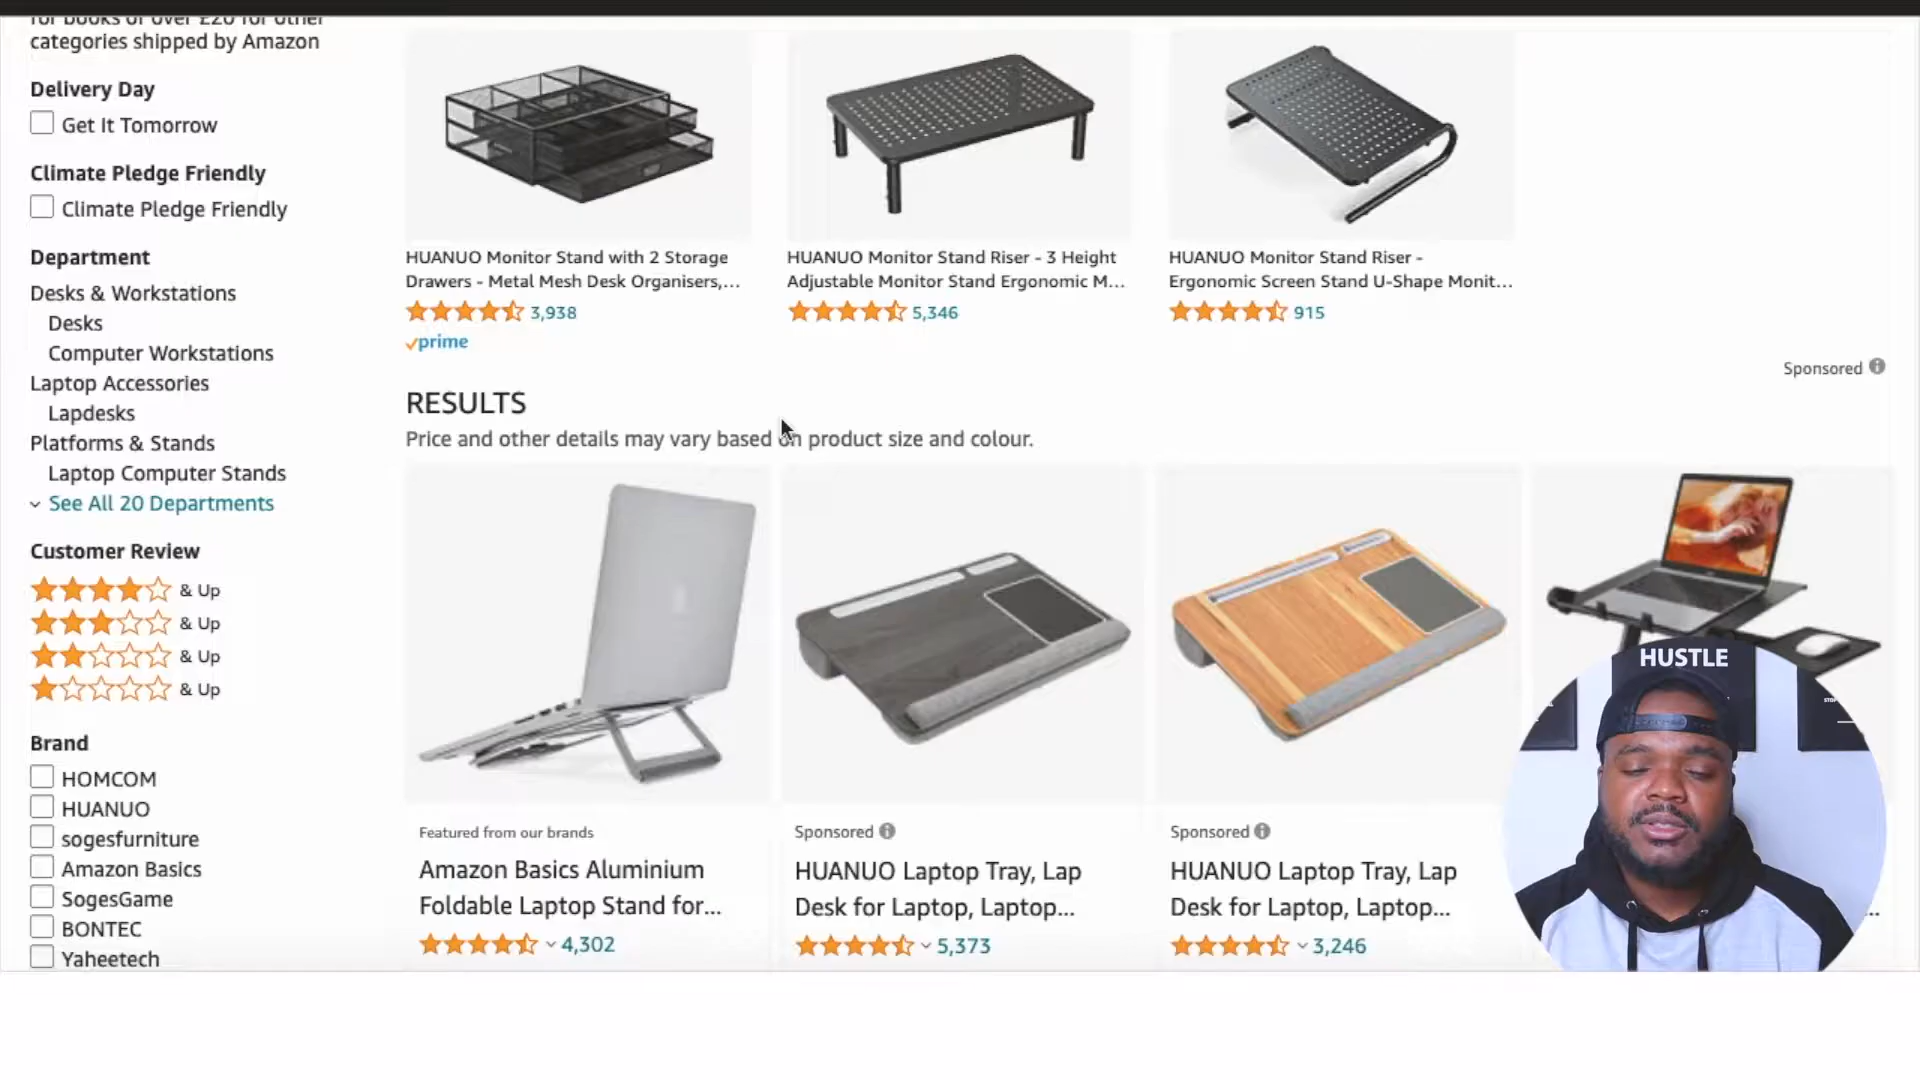 for books or over £20 for other
categories shipped by Amazon
Delivery Day
Get It Tomorrow
Climate Pledge Friendly
Climate Pledge Friendly
Department
Desks & Workstations
Desks
Computer Workstations
Laptop Accessories
Lapdesks
Platforms & Stands
Laptop Computer Stands
See All 20 Departments
Customer Review
& Up
& Up
& Up
& Up
Brand
HOMCOM
HUANUO
sogesfurniture
Amazon Basics
SogesGame
BONTEC
Yaheetech
HUANUO Monitor Stand with 2 Storage
Drawers - Metal Mesh Desk Organisers,...
3,938
prime
HUANUO Monitor Stand Riser - 3 Height
Adjustable Monitor Stand Ergonomic M...
5,346
HUANUO Monitor Stand Riser -
Ergonomic Screen Stand U-Shape Monit...
915
Sponsored
RESULTS
Price and other details may vary based on product size and colour.
Featured from our brands
Amazon Basics Aluminium
Foldable Laptop Stand for...
4,302
Sponsored
HUANUO Laptop Tray, Lap
Desk for Laptop, Laptop...
5,373
Sponsored
HUANUO Laptop Tray, Lap
Desk for Laptop, Laptop...
3,246
HUSTLE